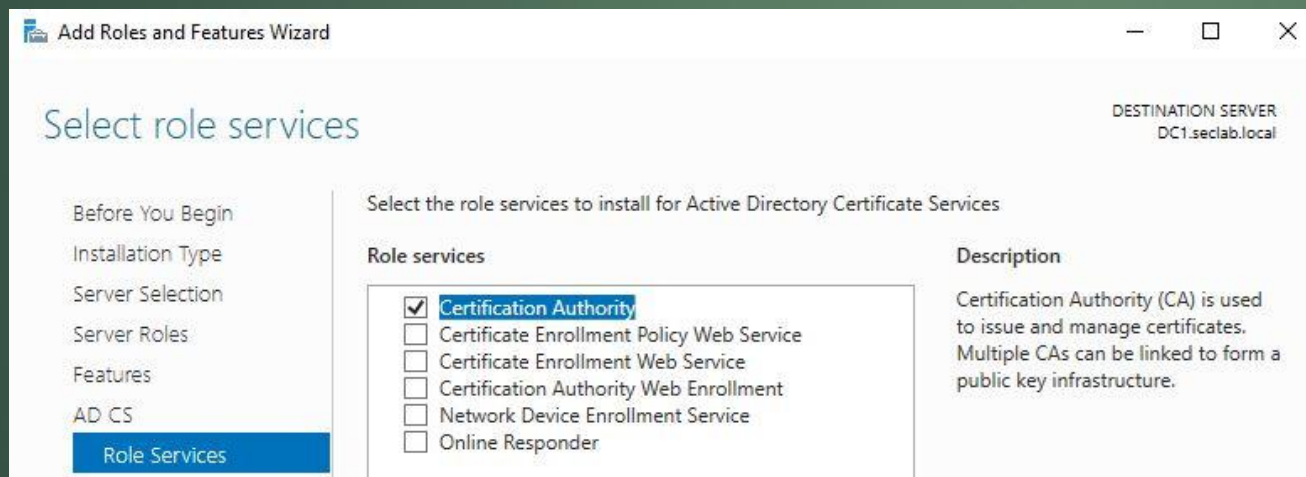 Add Roles and Features Wizard
Select role services
DESTINATION SERVER
DC1.seclab.local
Before You Begin
Installation Type
Server Selection
Server Roles
Features
AD CS
Role Services
Select the role services to install for Active Directory Certificate Services
Role services
Certification Authority
Certificate Enrollment Policy Web Service
Certificate Enrollment Web Service
Certification Authority Web Enrollment
Network Device Enrollment Service
Online Responder
Description
Certification Authority (CA) is used
to issue and manage certificates.
Multiple CAs can be linked to form a
public key infrastructure.